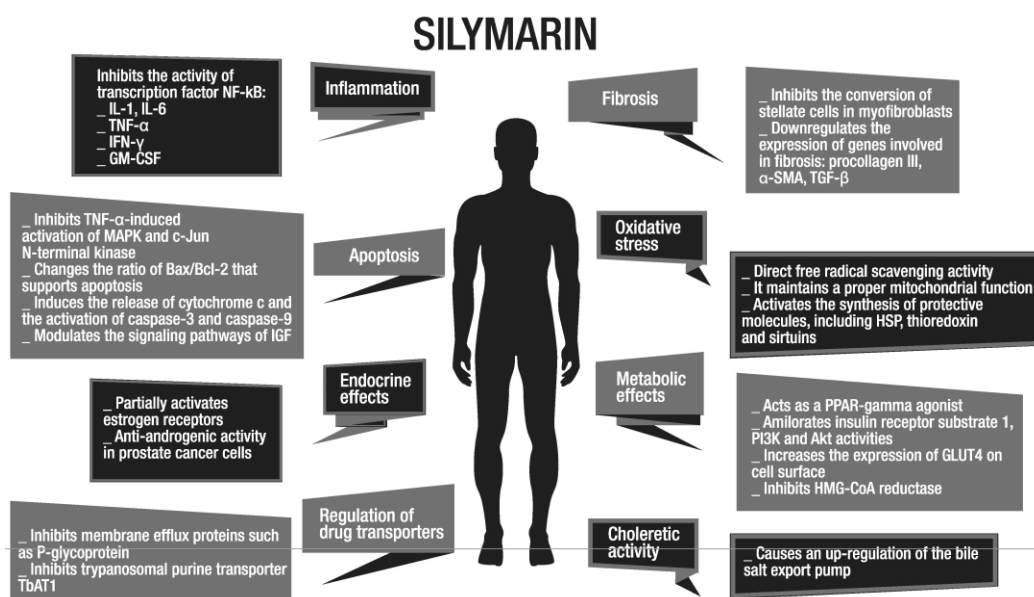 SILYMARIN
Inflammation
Inhibits the activity of
transcription factor NF-kB:
_ IL-1, IL-6
_ TNF-α
_ IFN-γ
_ GM-CSF
Apoptosis
_ Inhibits TNF-α-induced
activation of MAPK and c-Jun
N-terminal kinase
_ Changes the ratio of Bax/Bcl-2 that
supports apoptosis
_ Induces the release of cytochrome c and
the activation of caspase-3 and caspase-9
_ Modulates the signaling pathways of IGF
Endocrine
effects
_ Partially activates
estrogen receptors
_ Anti-androgenic activity
in prostate cancer cells
Regulation of
drug transporters
_ Inhibits membrane efflux proteins such
as P-glycoprotein
_ Inhibits trypanosomal purine transporter
TbAT1
Fibrosis
_ Inhibits the conversion of
stellate cells in myofibroblasts
_ Downregulates the
expression of genes involved
in fibrosis: procollagen III,
α-SMA, TGF-β
Oxidative
stress
_ Direct free radical scavenging activity
_ It maintains a proper mitochondrial function
_ Activates the synthesis of protective
molecules, including HSP, thioredoxin
and sirtuins
Metabolic
effects
_ Acts as a PPAR-gamma agonist
_ Amilorates insulin receptor substrate 1,
PI3K and Akt activities
_ Increases the expression of GLUT4 on
cell surface
_ Inhibits HMG-CoA reductase
Choleretic
activity
_ Causes an up-regulation of the bile
salt export pump